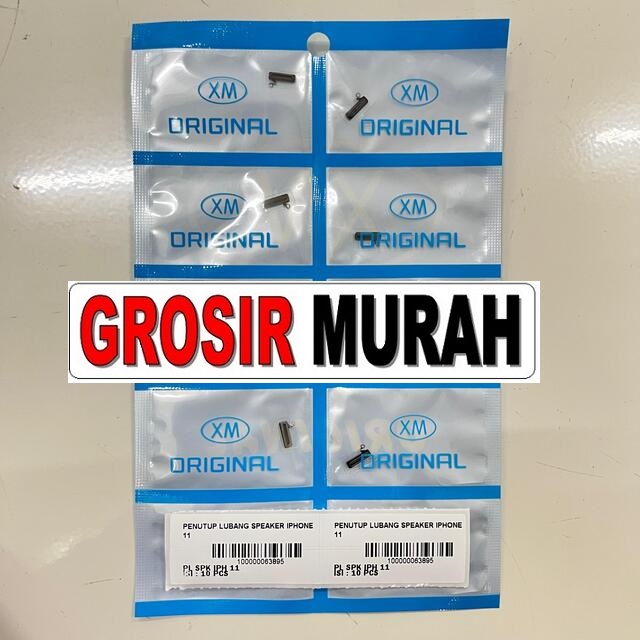 XM
ORIGINAL
XM
ORIGINAL
XM
ORIGINAL
XM
ORIGINAL
GROSIR MURAH
XM
ORIGINAL
XM
ORIGINAL
PENUTUP LUBANG SPEAKER IPHONE
11
100000063895
PL SPK IPH 11
ISI : 10 PCS
PENUTUP LUBANG SPEAKER IPHONE
11
100000063895
PL SPK IPH 11
ISI : 10 PCS